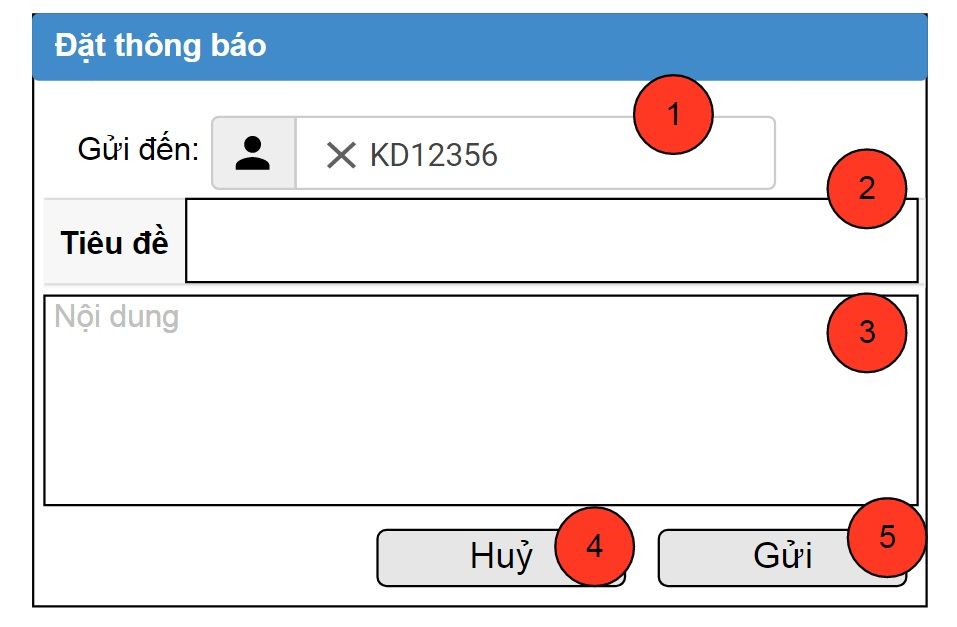 Đặt thông báo
1
Gửi đến: KD12356
2
Tiêu đề
Nội dung
3
Huỷ 4 Gửi 5